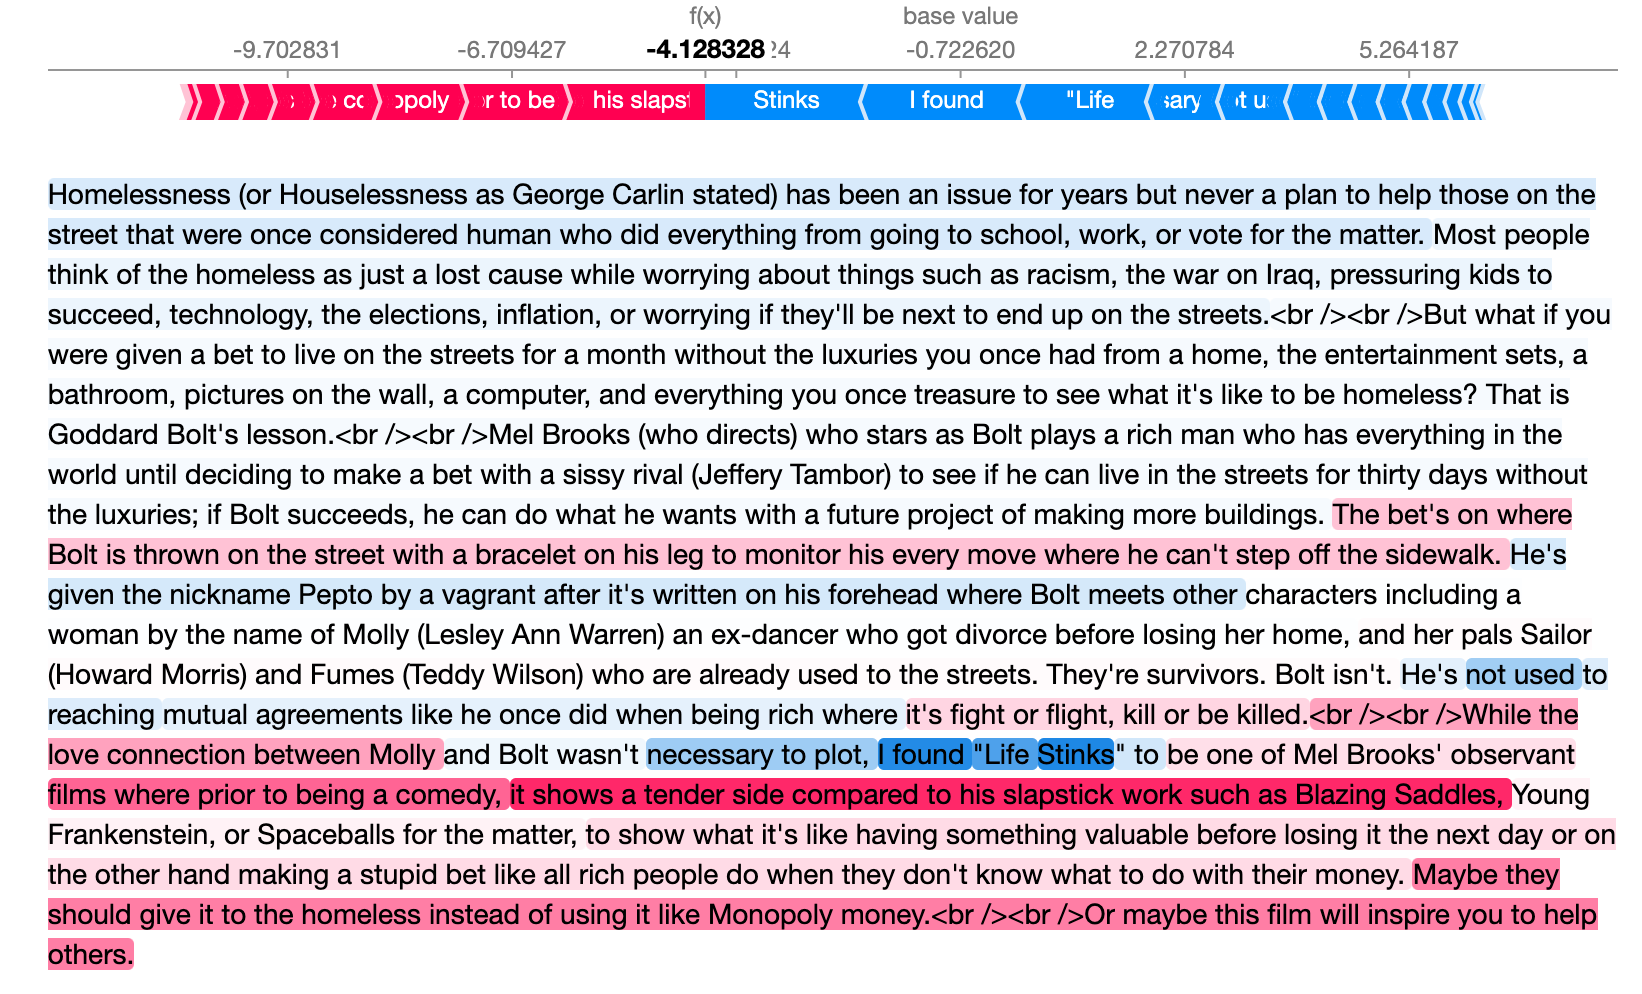 f(x) base value
-9.702831 -6.709427 -4.128328 24 -0.722620 2.270784 5.264187
opoly or to be his slapst Stinks I found "Life sary ot u
Homelessness (or Houselessness as George Carlin stated) has been an issue for years but never a plan to help those on the
street that were once considered human who did everything from going to school, work, or vote for the matter. Most people
think of the homeless as just a lost cause while worrying about things such as racism, the war on Iraq, pressuring kids to
succeed, technology, the elections, inflation, or worrying if they'll be next to end up on the streets.<br /><br />But what if you
were given a bet to live on the streets for a month without the luxuries you once had from a home, the entertainment sets, a
bathroom, pictures on the wall, a computer, and everything you once treasure to see what it's like to be homeless? That is
Goddard Bolt's lesson.<br /><br />Mel Brooks (who directs) who stars as Bolt plays a rich man who has everything in the
world until deciding to make a bet with a sissy rival (Jeffery Tambor) to see if he can live in the streets for thirty days without
the luxuries; if Bolt succeeds, he can do what he wants with a future project of making more buildings. The bet's on where
Bolt is thrown on the street with a bracelet on his leg to monitor his every move where he can't step off the sidewalk. He's
given the nickname Pepto by a vagrant after it's written on his forehead where Bolt meets other characters including a
woman by the name of Molly (Lesley Ann Warren) an ex-dancer who got divorce before losing her home, and her pals Sailor
(Howard Morris) and Fumes (Teddy Wilson) who are already used to the streets. They're survivors. Bolt isn't. He's not used to
reaching mutual agreements like he once did when being rich where it's fight or flight, kill or be killed.<br /><br />While the
love connection between Molly and Bolt wasn't necessary to plot, I found "Life Stinks" to be one of Mel Brooks' observant
films where prior to being a comedy, it shows a tender side compared to his slapstick work such as Blazing Saddles, Young
Frankenstein, or Spaceballs for the matter, to show what it's like having something valuable before losing it the next day or on
the other hand making a stupid bet like all rich people do when they don't know what to do with their money. Maybe they
should give it to the homeless instead of using it like Monopoly money.<br /><br />Or maybe this film will inspire you to help
others.